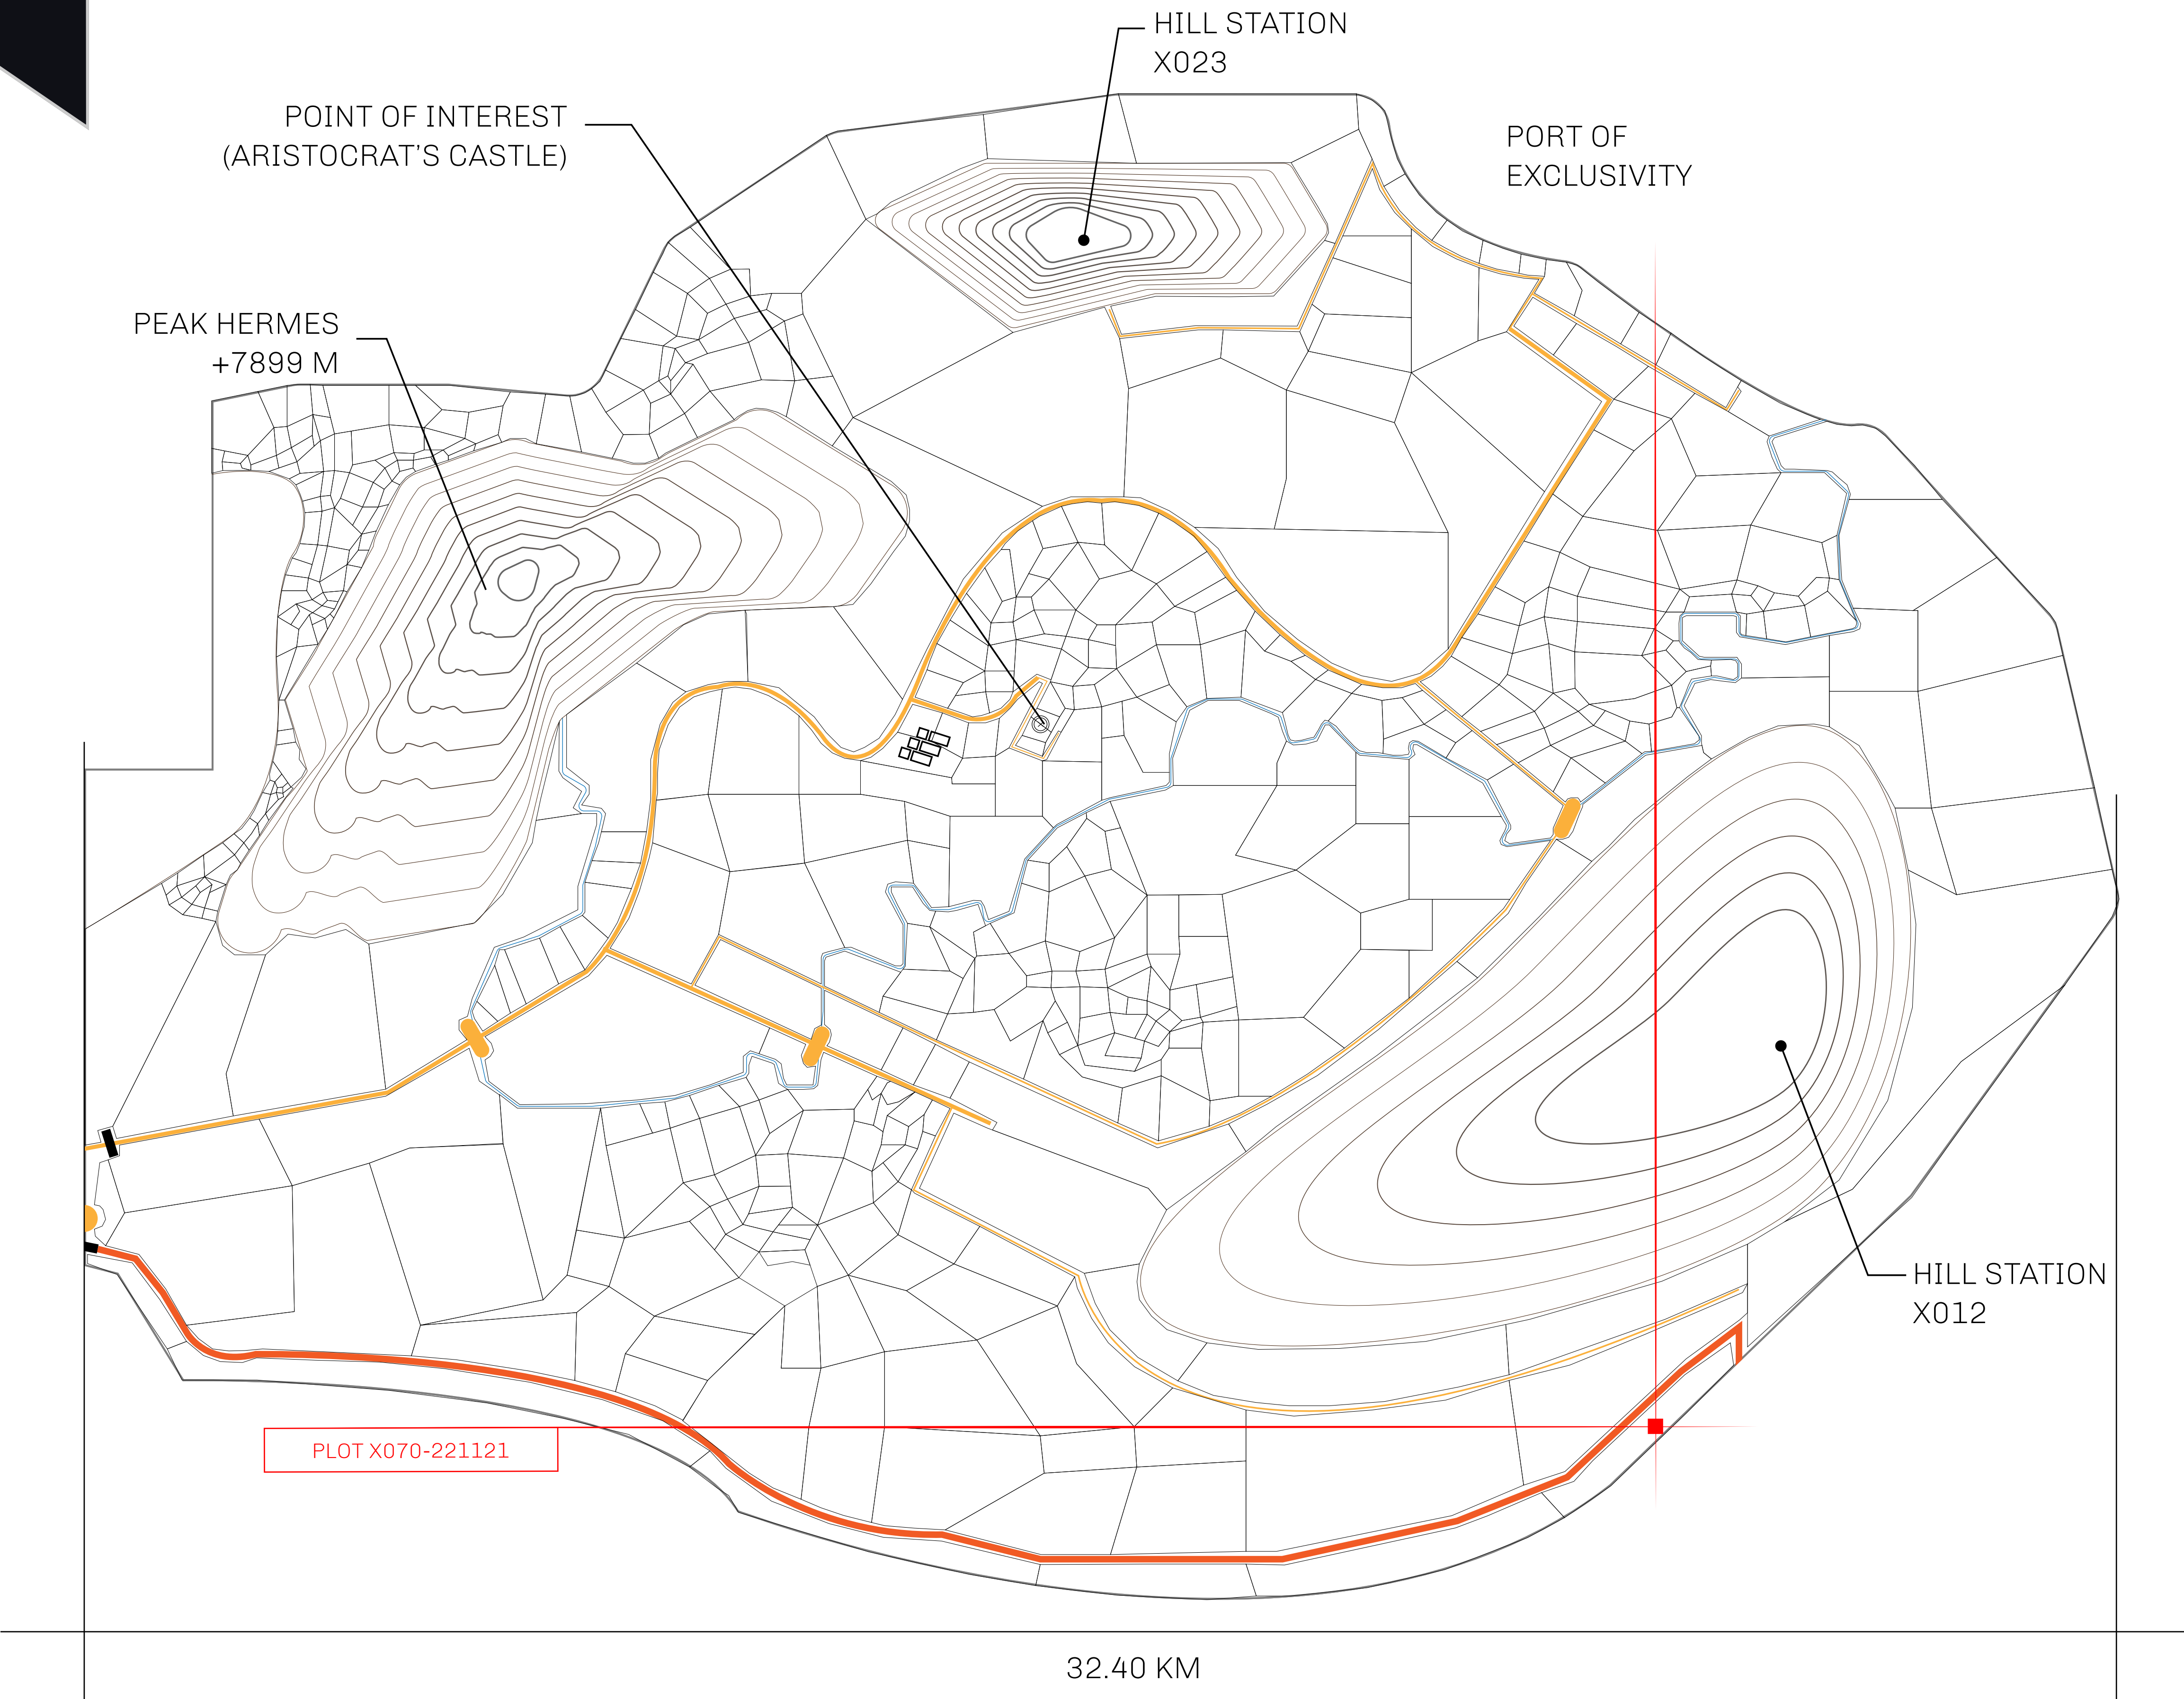 HILL STATION
X023
POINT OF INTEREST
(ARISTOCRAT'S CASTLE)
PORT OF
EXCLUSIVITY
PEAK HERMES
+7899 M
HILL STATION
X012
PLOT X070-221121
32.40 KM